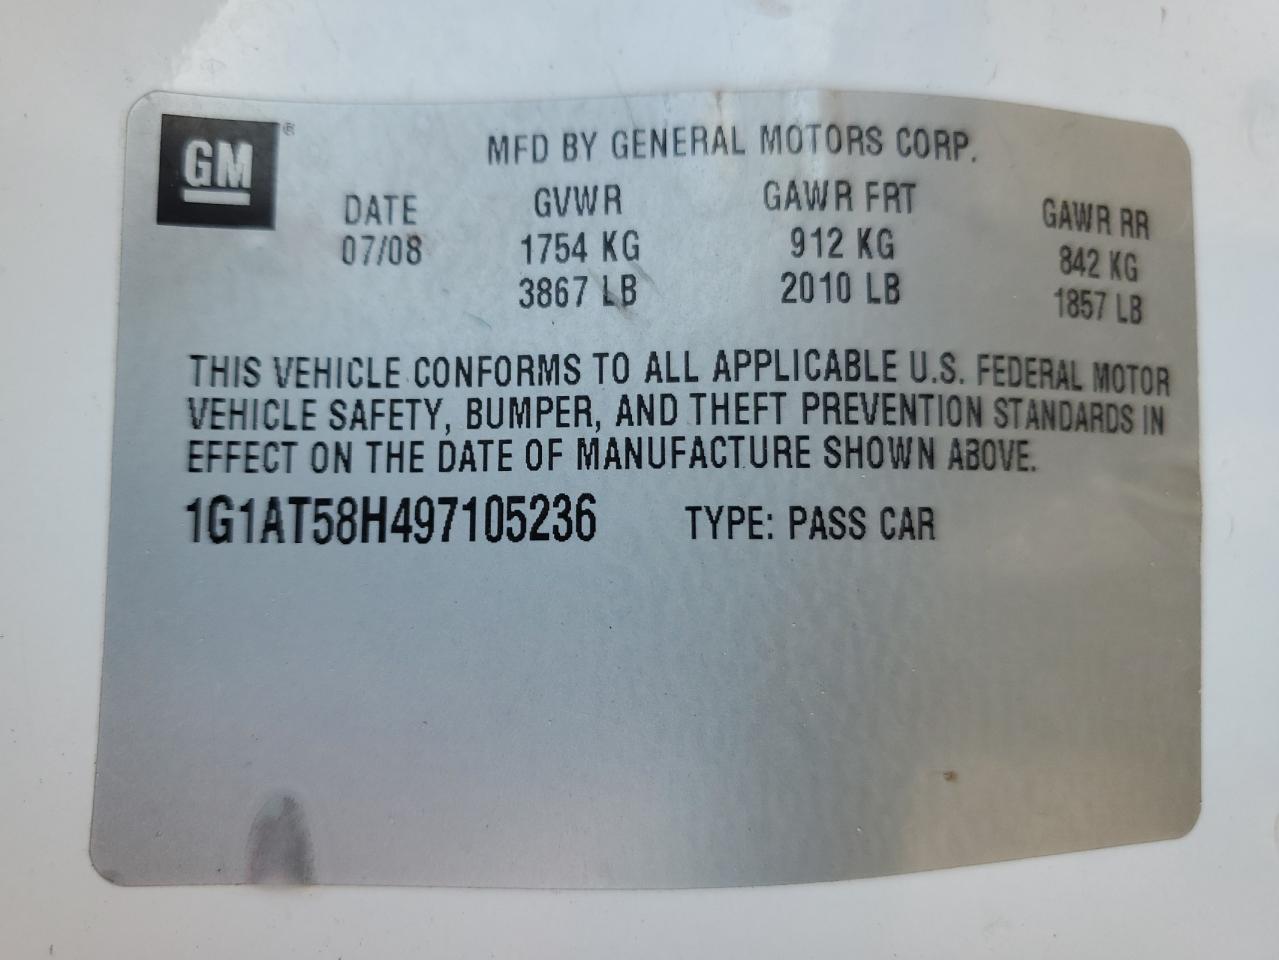 GM®
MFD BY GENERAL MOTORS CORP.
DATE GVWR GAWR FRT GAWR RR
07/08 1754 KG 912 KG 842 KG
3867 LB 2010 LB 1857 LB
THIS VEHICLE CONFORMS TO ALL APPLICABLE U.S. FEDERAL MOTOR
VEHICLE SAFETY, BUMPER, AND THEFT PREVENTION STANDARDS IN
EFFECT ON THE DATE OF MANUFACTURE SHOWN ABOVE.
1G1AT58H497105236 TYPE: PASS CAR